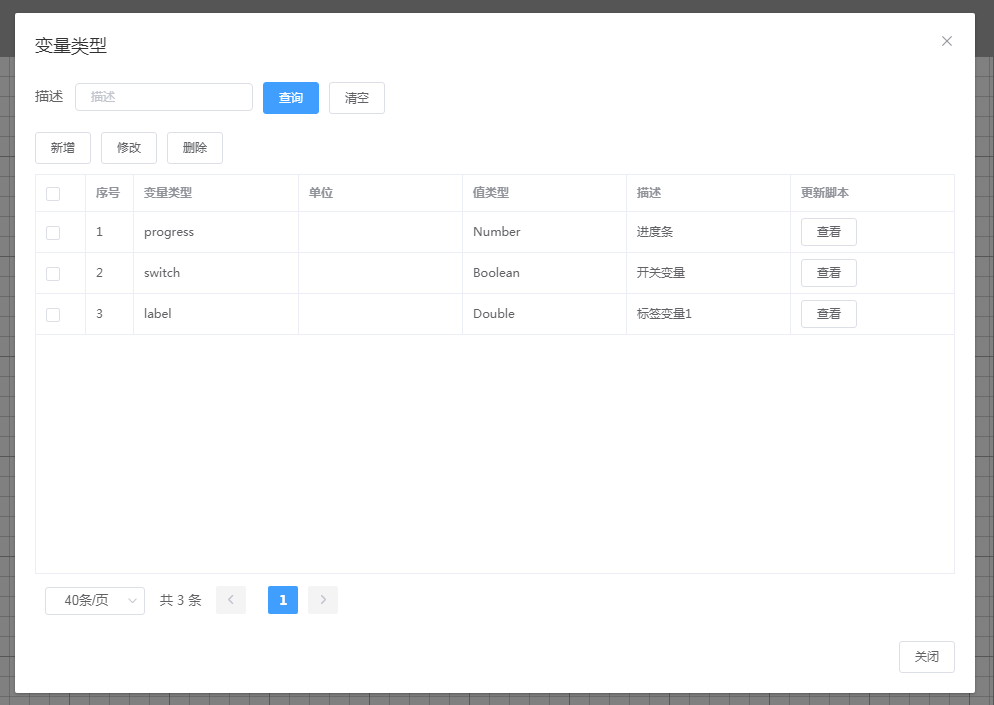 变量类型
描述 描述 查询 清空
新增 修改 删除
序号 变量类型 单位 值类型 描述 更新脚本
1 progress Number 进度条 查看
2 switch Boolean 开关变量 查看
3 label Double 标签变量1 查看
40条/页 共 3 条 1
关闭